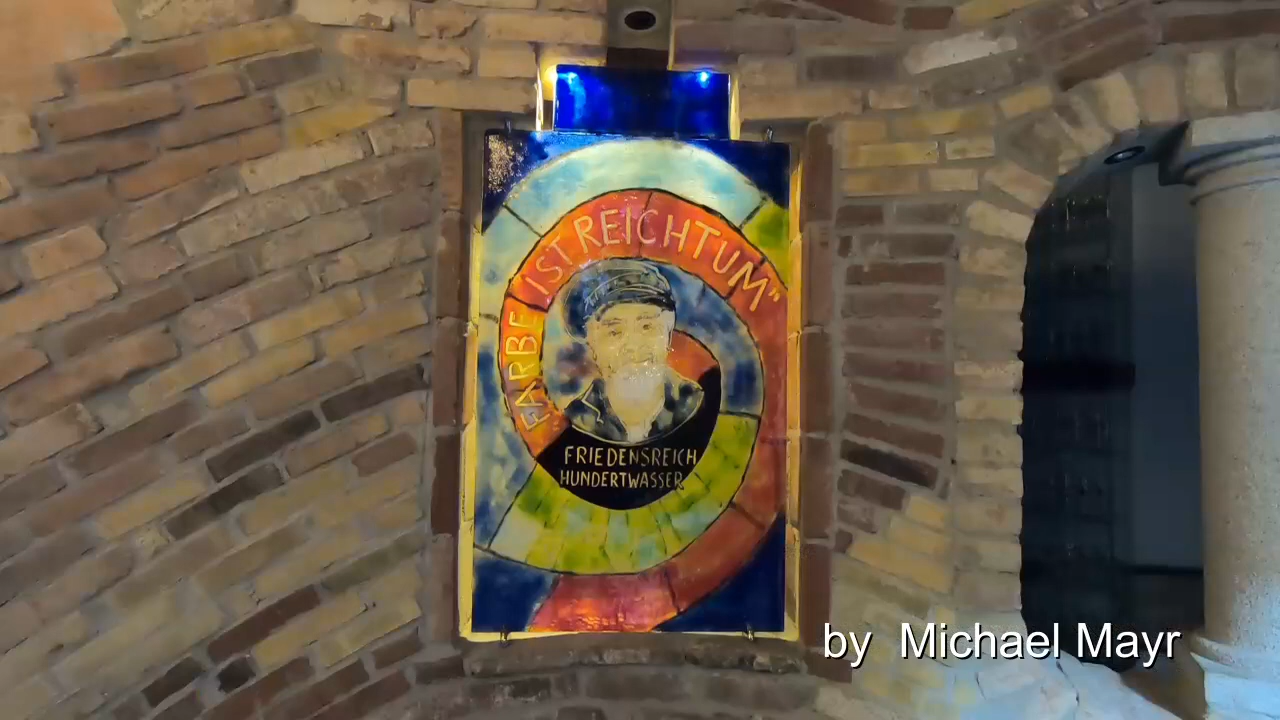 FARBE IST REICHTUM"
FRIEDENSREICH
HUNDERTWASSER
by Michael Mayr